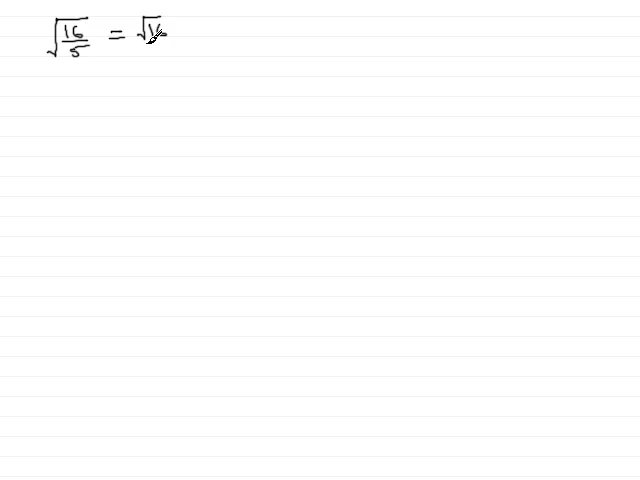 √(16/5) = √16